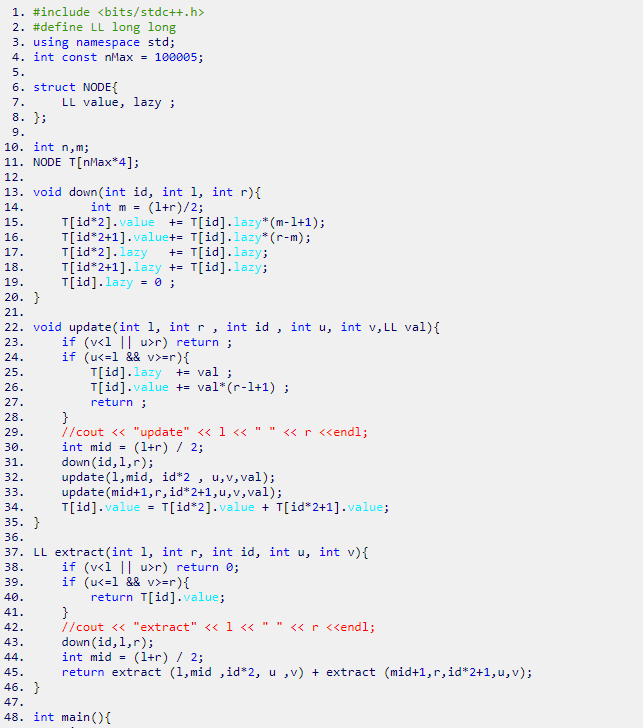 1. #include <bits/stdc++.h>
2. #define LL long long
3. using namespace std;
4. int const nMax = 100005;
5.
6. struct NODE{
7.     LL value, lazy ;
8. };
9.
10. int n,m;
11. NODE T[nMax*4];
12.
13. void down(int id, int l, int r){
14.         int m = (l+r)/2;
15.     T[id*2].value  += T[id].lazy*(m-l+1);
16.     T[id*2+1].value+= T[id].lazy*(r-m);
17.     T[id*2].lazy   += T[id].lazy;
18.     T[id*2+1].lazy += T[id].lazy;
19.     T[id].lazy = 0 ;
20. }
21.
22. void update(int l, int r , int id , int u, int v,LL val){
23.     if (v<l || u>r) return ;
24.     if (u<=l && v>=r){
25.         T[id].lazy  += val ;
26.         T[id].value += val*(r-l+1) ;
27.         return ;
28.     }
29.     //cout << "update" << l << " " << r <<endl;
30.     int mid = (l+r) / 2;
31.     down(id,l,r);
32.     update(l,mid, id*2 , u,v,val);
33.     update(mid+1,r,id*2+1,u,v,val);
34.     T[id].value = T[id*2].value + T[id*2+1].value;
35. }
36.
37. LL extract(int l, int r, int id, int u, int v){
38.     if (v<l || u>r) return 0;
39.     if (u<=l && v>=r){
40.         return T[id].value;
41.     }
42.     //cout << "extract" << l << " " << r <<endl;
43.     down(id,l,r);
44.     int mid = (l+r) / 2;
45.     return extract (l,mid ,id*2, u ,v) + extract (mid+1,r,id*2+1,u,v);
46. }
47.
48. int main(){